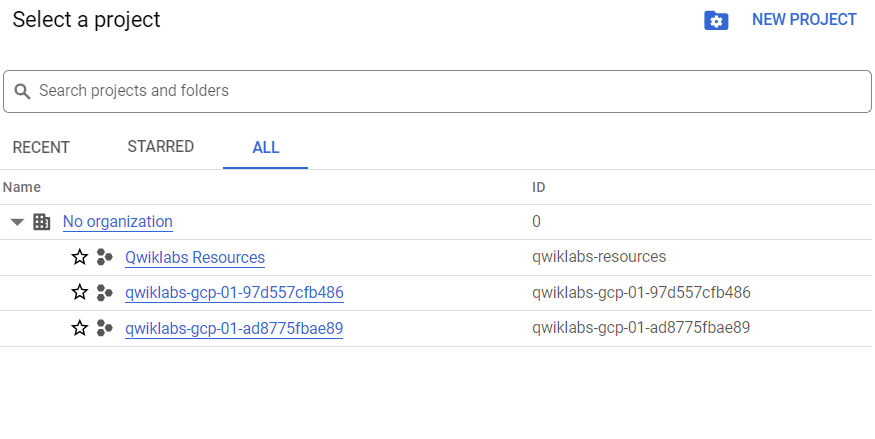 Select a project
NEW PROJECT
Search projects and folders
RECENT STARRED ALL
Name ID
No organization 0
Qwiklabs Resources qwiklabs-resources
qwiklabs-gcp-01-97d557cfb486 qwiklabs-gcp-01-97d557cfb486
qwiklabs-gcp-01-ad8775fbae89 qwiklabs-gcp-01-ad8775fbae89